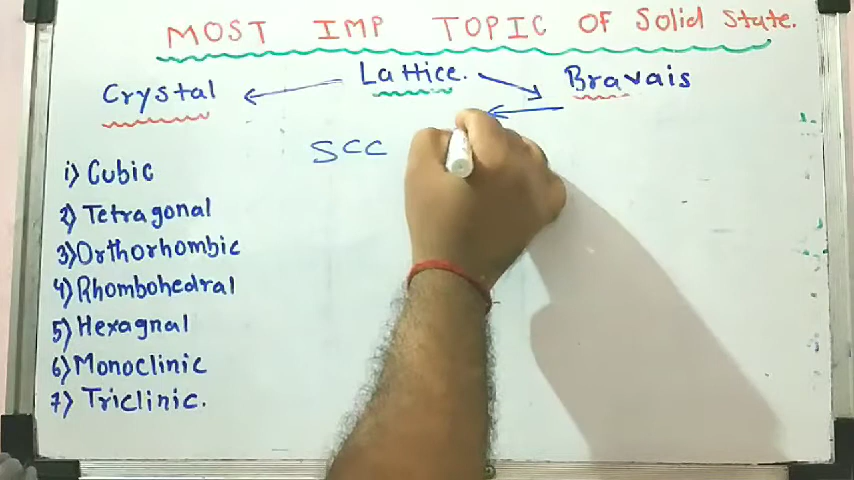 MOST IMP TOPIC OF Solid State.
Crystal Lattice. Bravais
SCC
1) Cubic
2) Tetragonal
3) Orthorhombic
4) Rhombohedral
5) Hexagnal
6) Monoclinic
7) Triclinic.